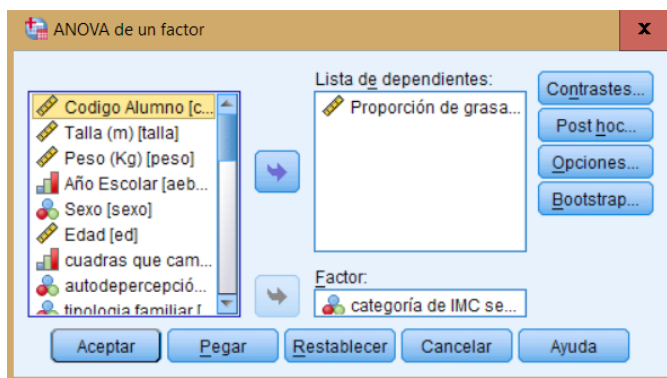 ANOVA de un factor
x
Codigo Alumno [c...
Talla (m) [talla]
Peso (Kg) [peso]
Año Escolar [aeb...
Sexo [sexo]
Edad [ed]
cuadras que cam...
autodepercepció...
tipologia familiar [
Lista de dependientes:
Proporción de grasa...
Factor:
categoría de IMC se...
Contrastes...
Post hoc...
Opciones...
Bootstrap...
Aceptar
Pegar
Restablecer
Cancelar
Ayuda